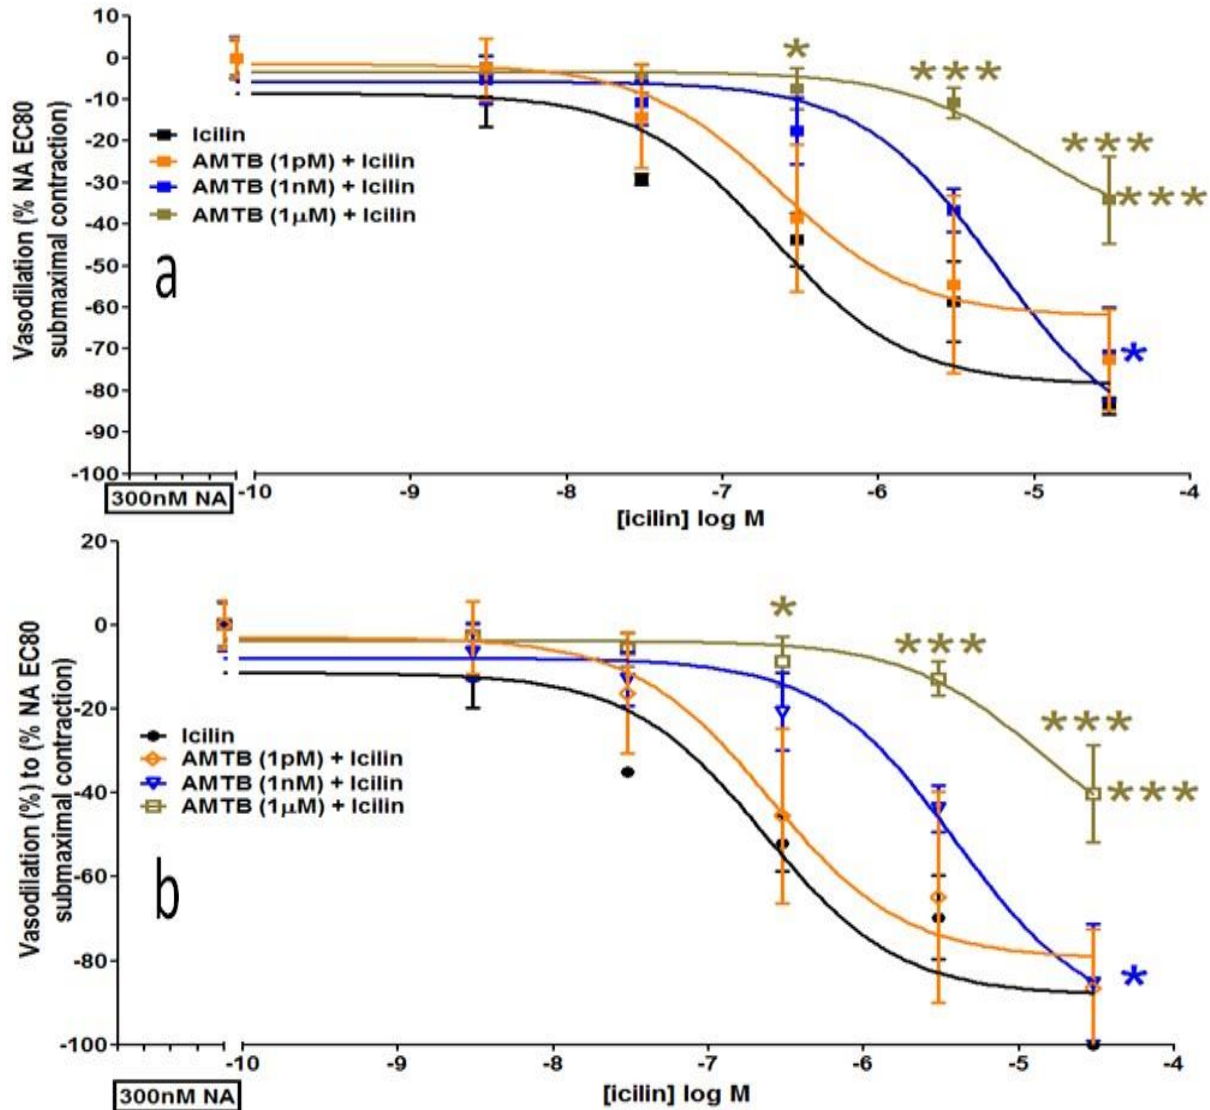 10
0
-10
-20
-30
-40
-50
-60
-70
-80
-90
-100
Vasodilation (% NA EC80
submaximal contraction)
Icilin
AMTB (1pM) + Icilin
AMTB (1nM) + Icilin
AMTB (1μM) + Icilin
a
*
***
***
***
*
300nM NA
-10 -9 -8 -7 -6 -5 -4
[icilin] log M
20
0
-20
-40
-60
-80
-100
Vasodilation (%) to (% NA EC80
submaximal contraction)
Icilin
AMTB (1pM) + Icilin
AMTB (1nM) + Icilin
AMTB (1μM) + Icilin
b
*
***
***
***
*
-10 -9 -8 -7 -6 -5 -4
300nM NA
[icilin] log M